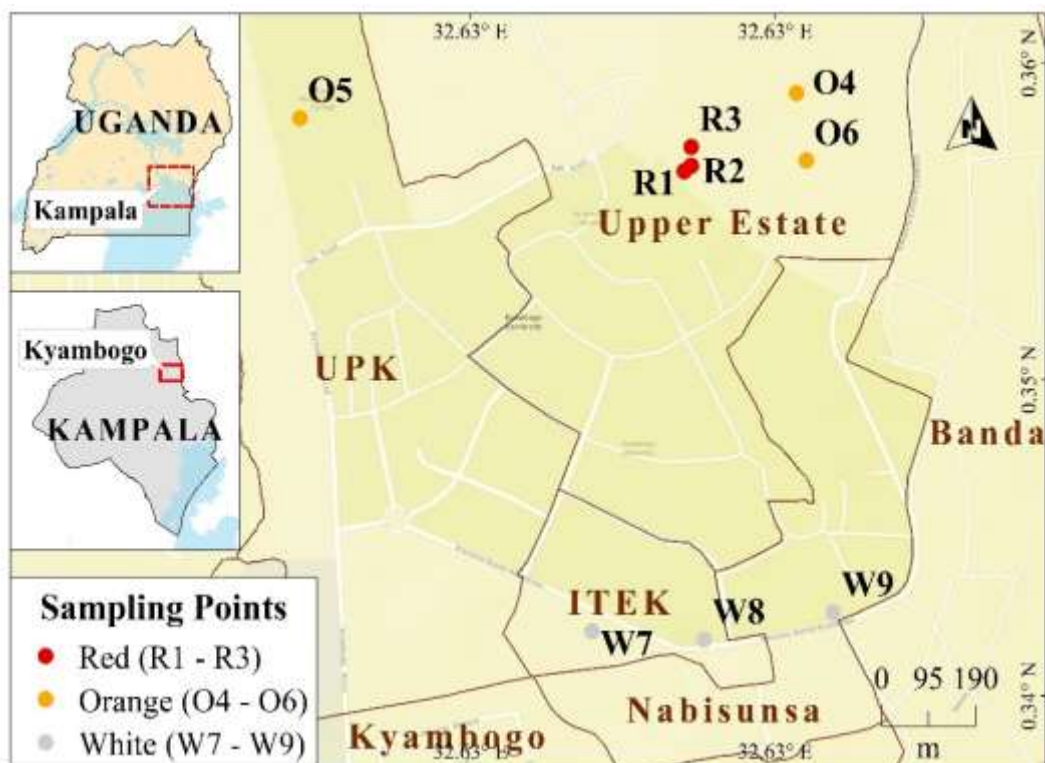 UGANDA
Kampala
Kyambogo
KAMPALA
Sampling Points
Red (R1 - R3)
Orange (O4 - O6)
White (W7 - W9)
32.63° E
32.63° E
0.36° N
O5
O4
N
R3
O6
R1
R2
Upper Estate
UPK
0.35° N
Banda
W9
ITEK
W8
W7
Nabisunsa
0 95 190
m
0.34° N
Kyambogo
32.63°
32.63° E